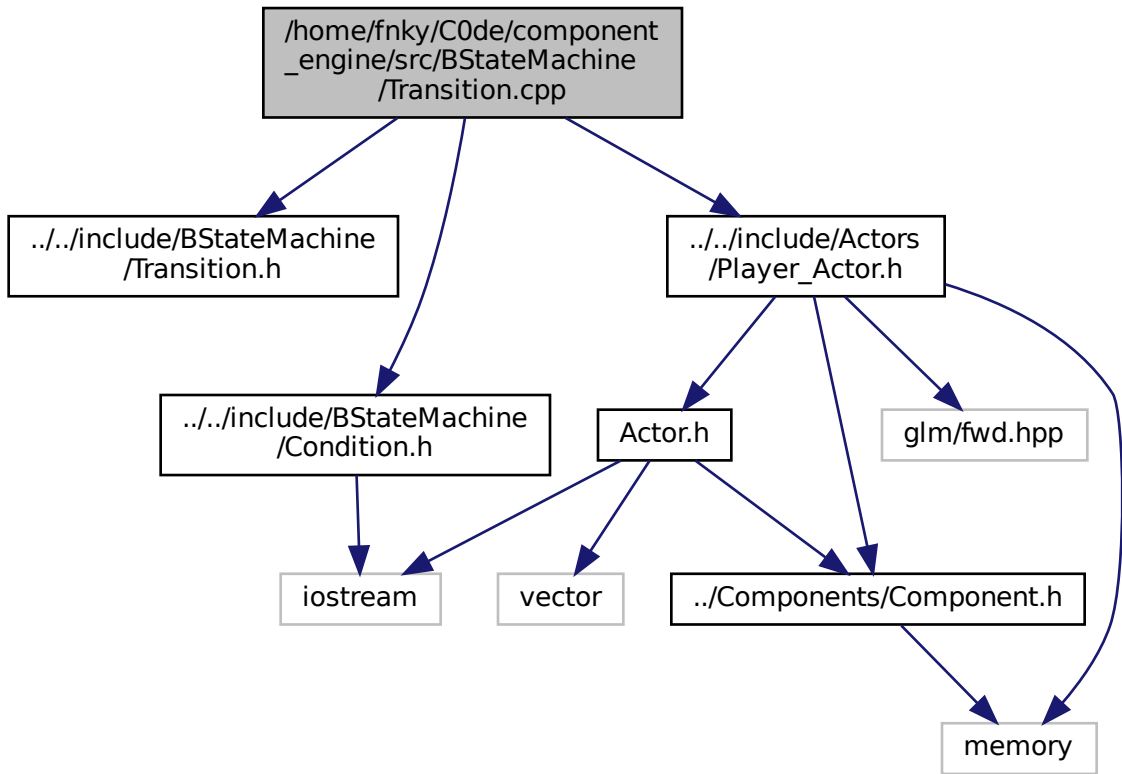 /home/fnky/C0de/component
_engine/src/BStateMachine
/Transition.cpp
../../include/BStateMachine
/Transition.h
../../include/Actors
/Player_Actor.h
../../include/BStateMachine
/Condition.h
Actor.h
glm/fwd.hpp
iostream
vector
../Components/Component.h
memory